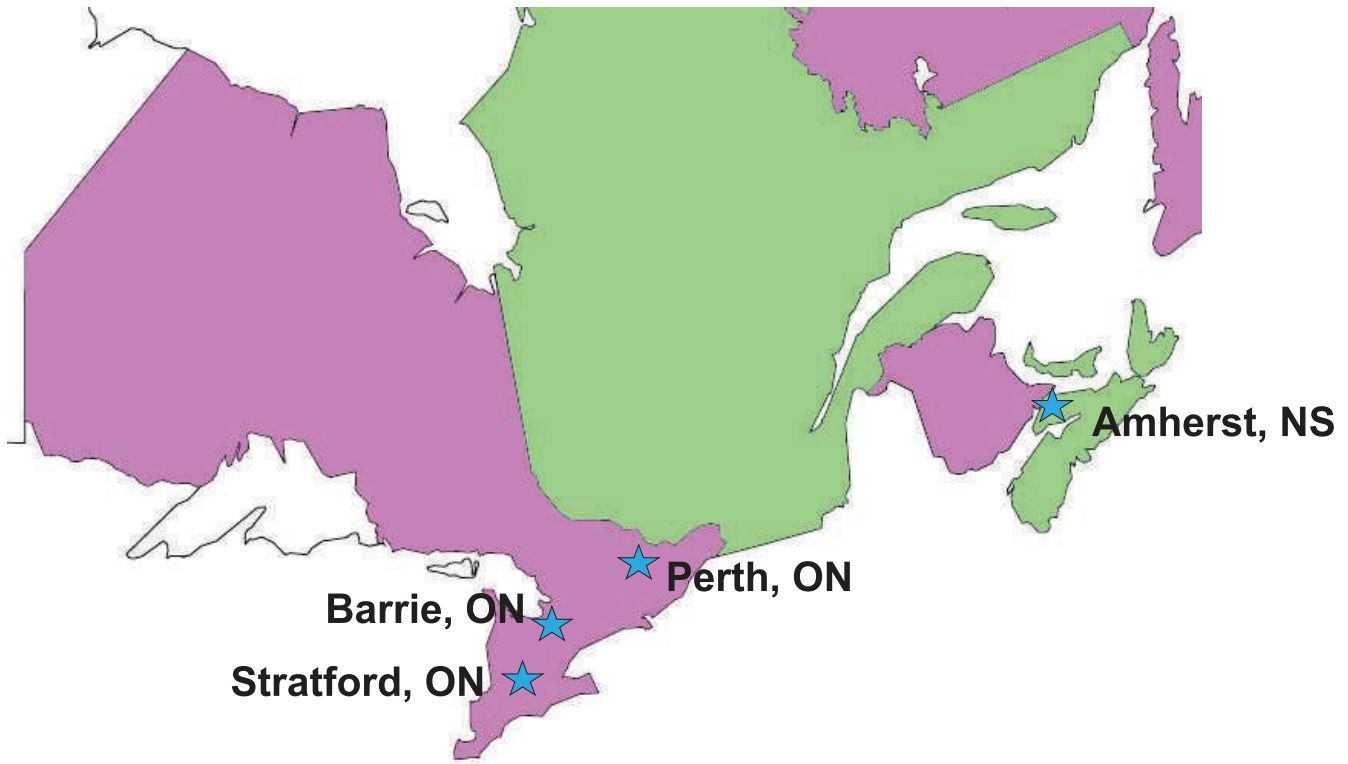 Amherst, NS
Perth, ON
Barrie, ON
Stratford, ON